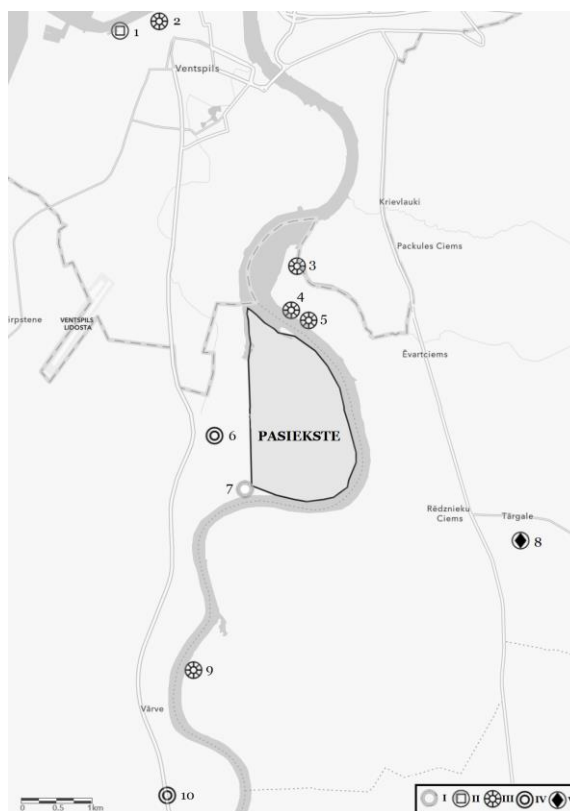 1
2
Ventspils
Krievlauki
3
Packules Ciems
4
5
irpstene
VENTSPILS
LIDOSTA
Ēvartciems
6
PASIEKSTE
7
Rēdznieku
Ciems
Tārgale
8
9
Vārve
10
0 0,5 1km
I II III IV V